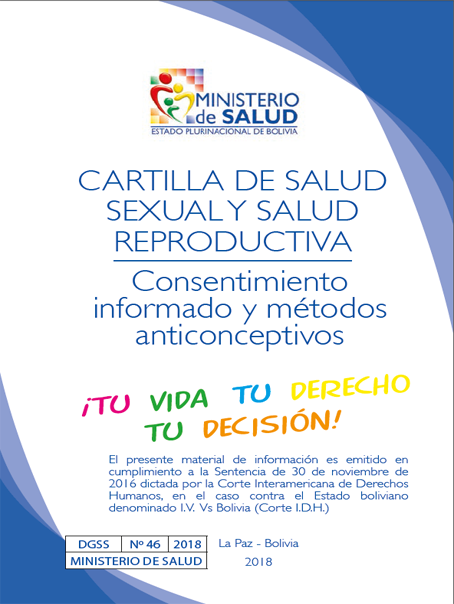 MINISTERIO
de SALUD
ESTADO PLURINACIONAL DE BOLIVIA
CARTILLA DE SALUD
SEXUAL Y SALUD
REPRODUCTIVA
Consentimiento
informado y métodos
anticonceptivos
¡TU VIDA TU DERECHO
TU DECISIÓN!
El presente material de información es emitido en
cumplimiento a la Sentencia de 30 de noviembre de
2016 dictada por la Corte Interamericana de Derechos
Humanos, en el caso contra el Estado boliviano
denominado I.V. Vs Bolivia (Corte I.D.H.)
DGSS Nº 46 2018
MINISTERIO DE SALUD
La Paz - Bolivia
2018